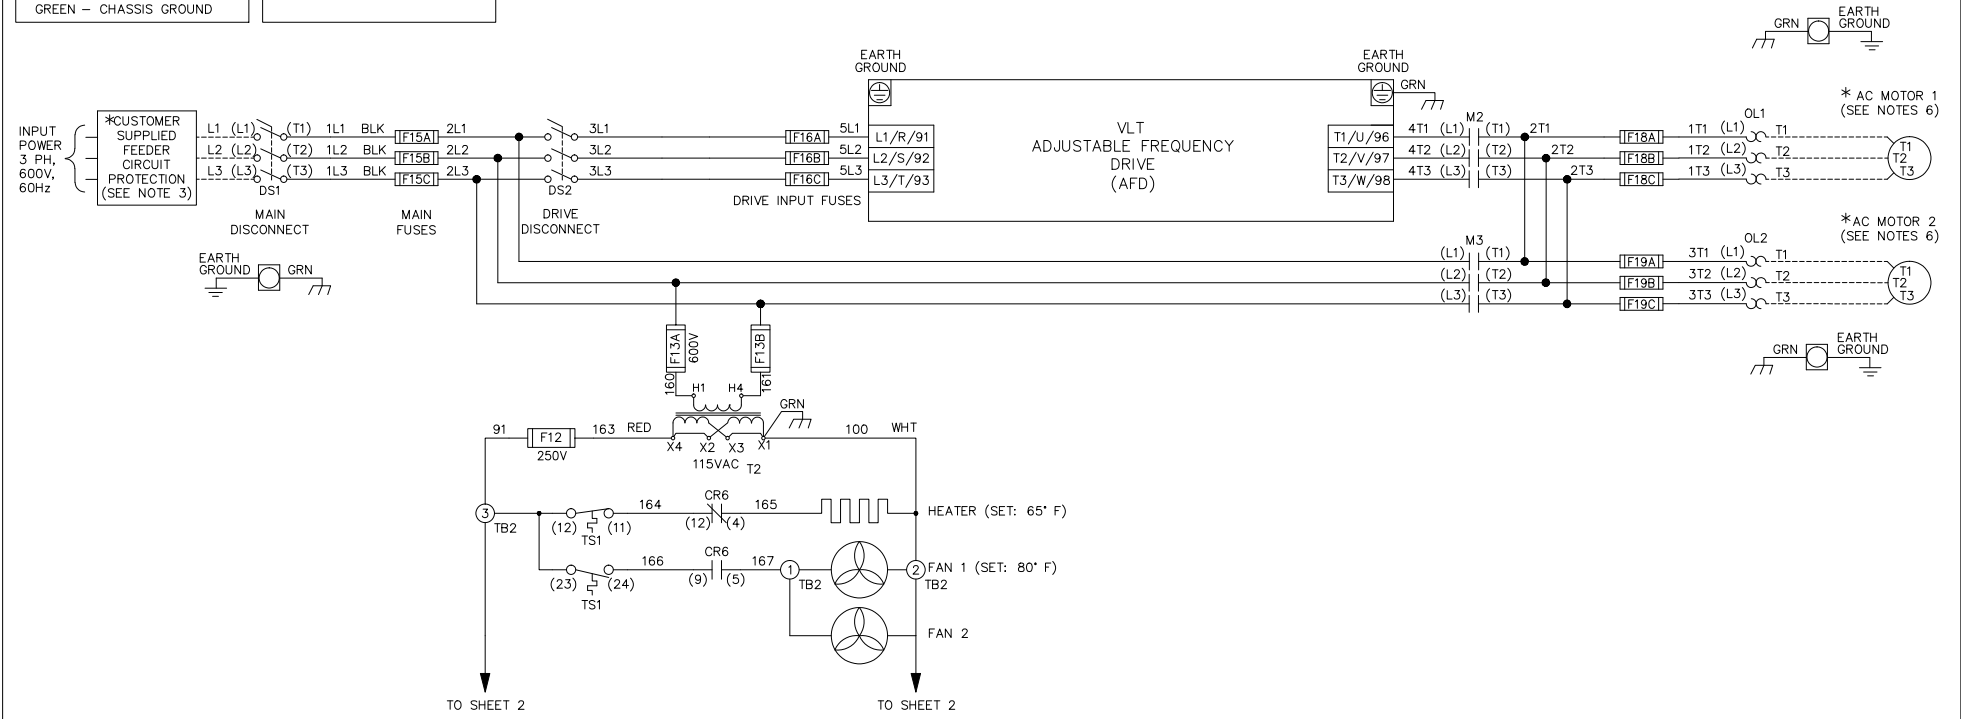 GREEN – CHASSIS GROUND
GRN
EARTH
GROUND
EARTH
GROUND
EARTH
GROUND
GRN
INPUT
POWER
3 PH,
600V,
60Hz
*CUSTOMER
SUPPLIED
FEEDER
CIRCUIT
PROTECTION
(SEE NOTE 3)
L1 (L1) (T1) 1L1 BLK F15A 2L1 3L1 F16A 5L1 L1/R/91
L2 (L2) (T2) 1L2 BLK F15B 2L2 3L2 F16B 5L2 L2/S/92
L3 (L3) (T3) 1L3 BLK F15C 2L3 3L3 F16C 5L3 L3/T/93
DS1
DS2
MAIN
DISCONNECT
MAIN
FUSES
DRIVE
DISCONNECT
DRIVE INPUT FUSES
VLT
ADJUSTABLE FREQUENCY
DRIVE
(AFD)
M2
OL1
T1/U/96 4T1 (L1) (T1) 2T1 F18A 1T1 (L1) T1
T2/V/97 4T2 (L2) (T2) 2T2 F18B 1T2 (L2) T2
T3/W/98 4T3 (L3) (T3) 2T3 F18C 1T3 (L3) T3
* AC MOTOR 1
(SEE NOTES 6)
T1
T2
T3
EARTH
GROUND
GRN
M3
OL2
(L1) (T1) F19A 3T1 (L1) T1
(L2) (T2) F19B 3T2 (L2) T2
(L3) (T3) F19C 3T3 (L3) T3
*AC MOTOR 2
(SEE NOTES 6)
T1
T2
T3
GRN
EARTH
GROUND
F13A
600V
F13B
160
161
H1 H4
GRN
91 F12 163 RED
250V
X4 X2 X3 X1
100 WHT
115VAC T2
3
TB2
(12) (11) 164 CR6 165
(12) (4)
TS1
HEATER (SET: 65° F)
(23) (24) 166 CR6 167
(9) (5)
TS1
1
TB2
2
TB2
FAN 1 (SET: 80° F)
FAN 2
TO SHEET 2
TO SHEET 2